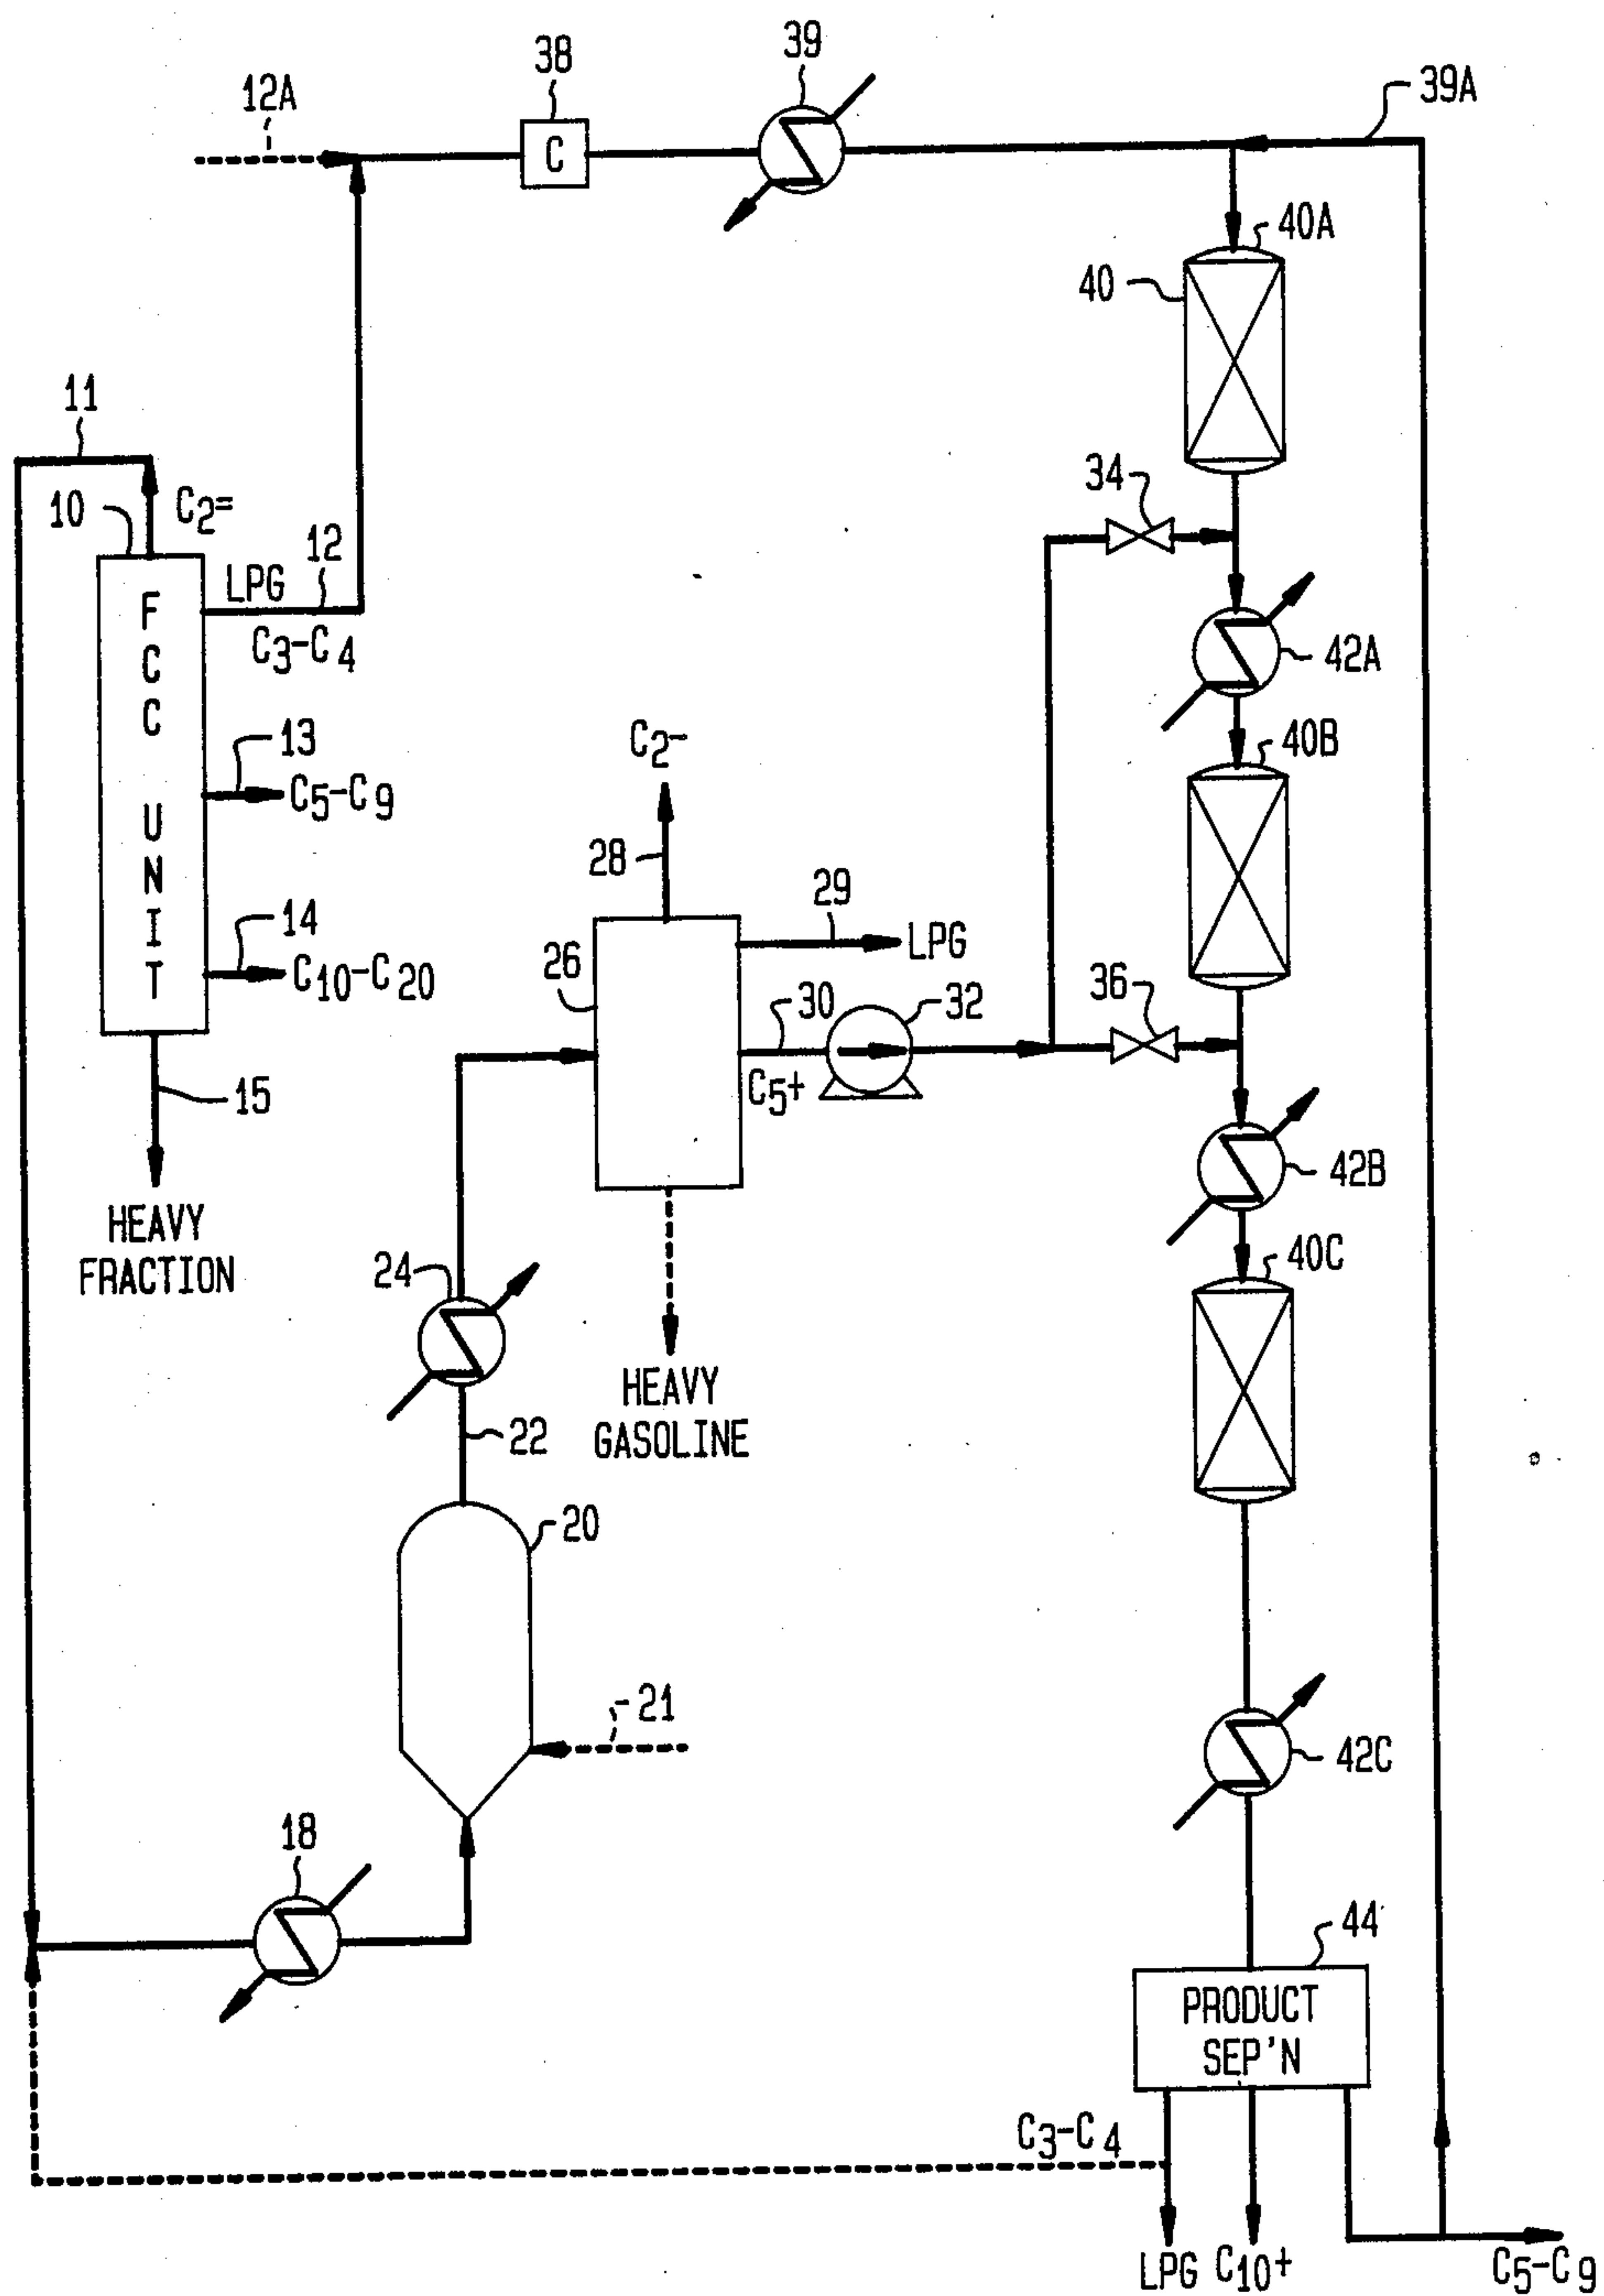 39
38
12A
39A
C
40A
40
11
34
10
C2=
12
LPG
C3-C4
42A
FCC UNIT
13
C5-C9
C2-
40B
28
29
14
C10-C20
26
LPG
30
32
36
C5+
15
42B
HEAVY
FRACTION
40C
24
HEAVY
GASOLINE
22
20
21
42C
18
44
PRODUCT
SEP'N
C3-C4
LPG
C10+
C5-C9